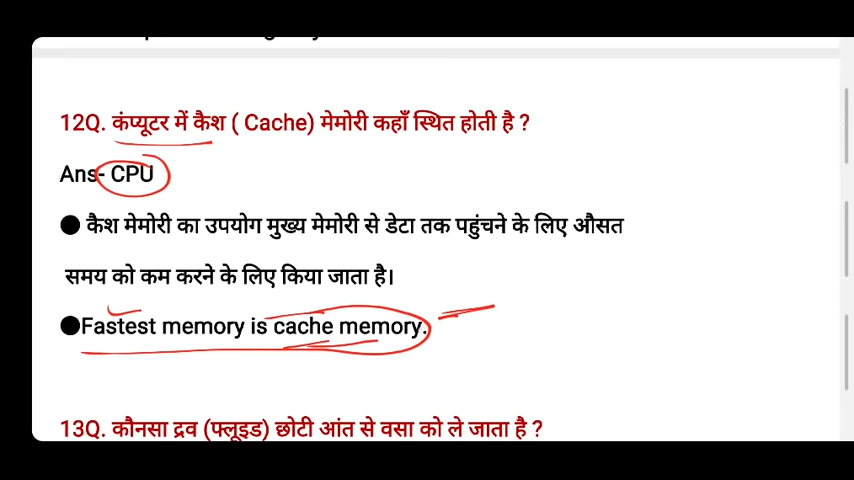 12Q. कंप्यूटर में कैश ( Cache) मेमोरी कहाँ स्थित होती है ?
Ans- CPU
● कैश मेमोरी का उपयोग मुख्य मेमोरी से डेटा तक पहुंचने के लिए औसत
समय को कम करने के लिए किया जाता है।
●Fastest memory is cache memory.
13Q. कौनसा द्रव (फ्लूइड) छोटी आंत से वसा को ले जाता है ?